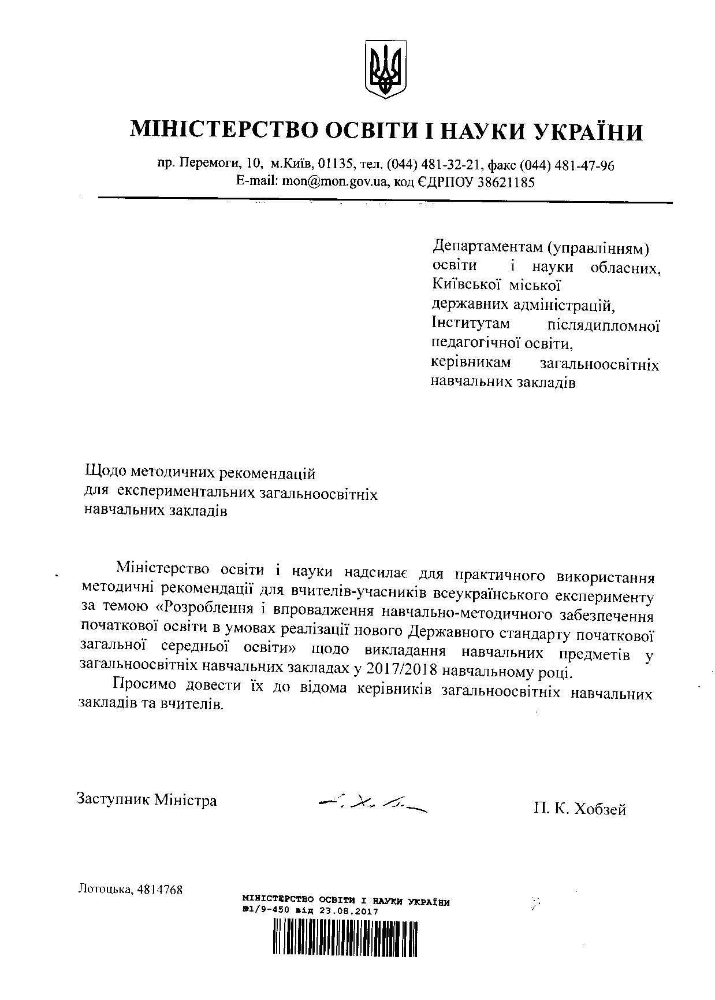 МІНІСТЕРСТВО ОСВІТИ І НАУКИ УКРАЇНИ
пр. Перемоги, 10, м.Київ, 01135, тел. (044) 481-32-21, факс (044) 481-47-96
E-mail: mon@mon.gov.ua, код ЄДРПОУ 38621185
Департаментам (управлінням)
освіти і науки обласних,
Київської міської
державних адміністрацій,
Інститутам післядипломної
педагогічної освіти,
керівникам загальноосвітніх
навчальних закладів
Щодо методичних рекомендацій
для експериментальних загальноосвітніх
навчальних закладів
Міністерство освіти і науки надсилає для практичного використання
методичні рекомендації для вчителів-учасників всеукраїнського експерименту
за темою «Розроблення і впровадження навчально-методичного забезпечення
початкової освіти в умовах реалізації нового Державного стандарту початкової
загальної середньої освіти» щодо викладання навчальних предметів у
загальноосвітніх навчальних закладах у 2017/2018 навчальному році.
Просимо довести їх до відома керівників загальноосвітніх навчальних
закладів та вчителів.
Заступник Міністра
П. К. Хобзей
Лотоцька, 4814768
МІНІСТЕРСТВО ОСВІТИ І НАУКИ УКРАЇНИ
№1/9-450 від 23.08.2017